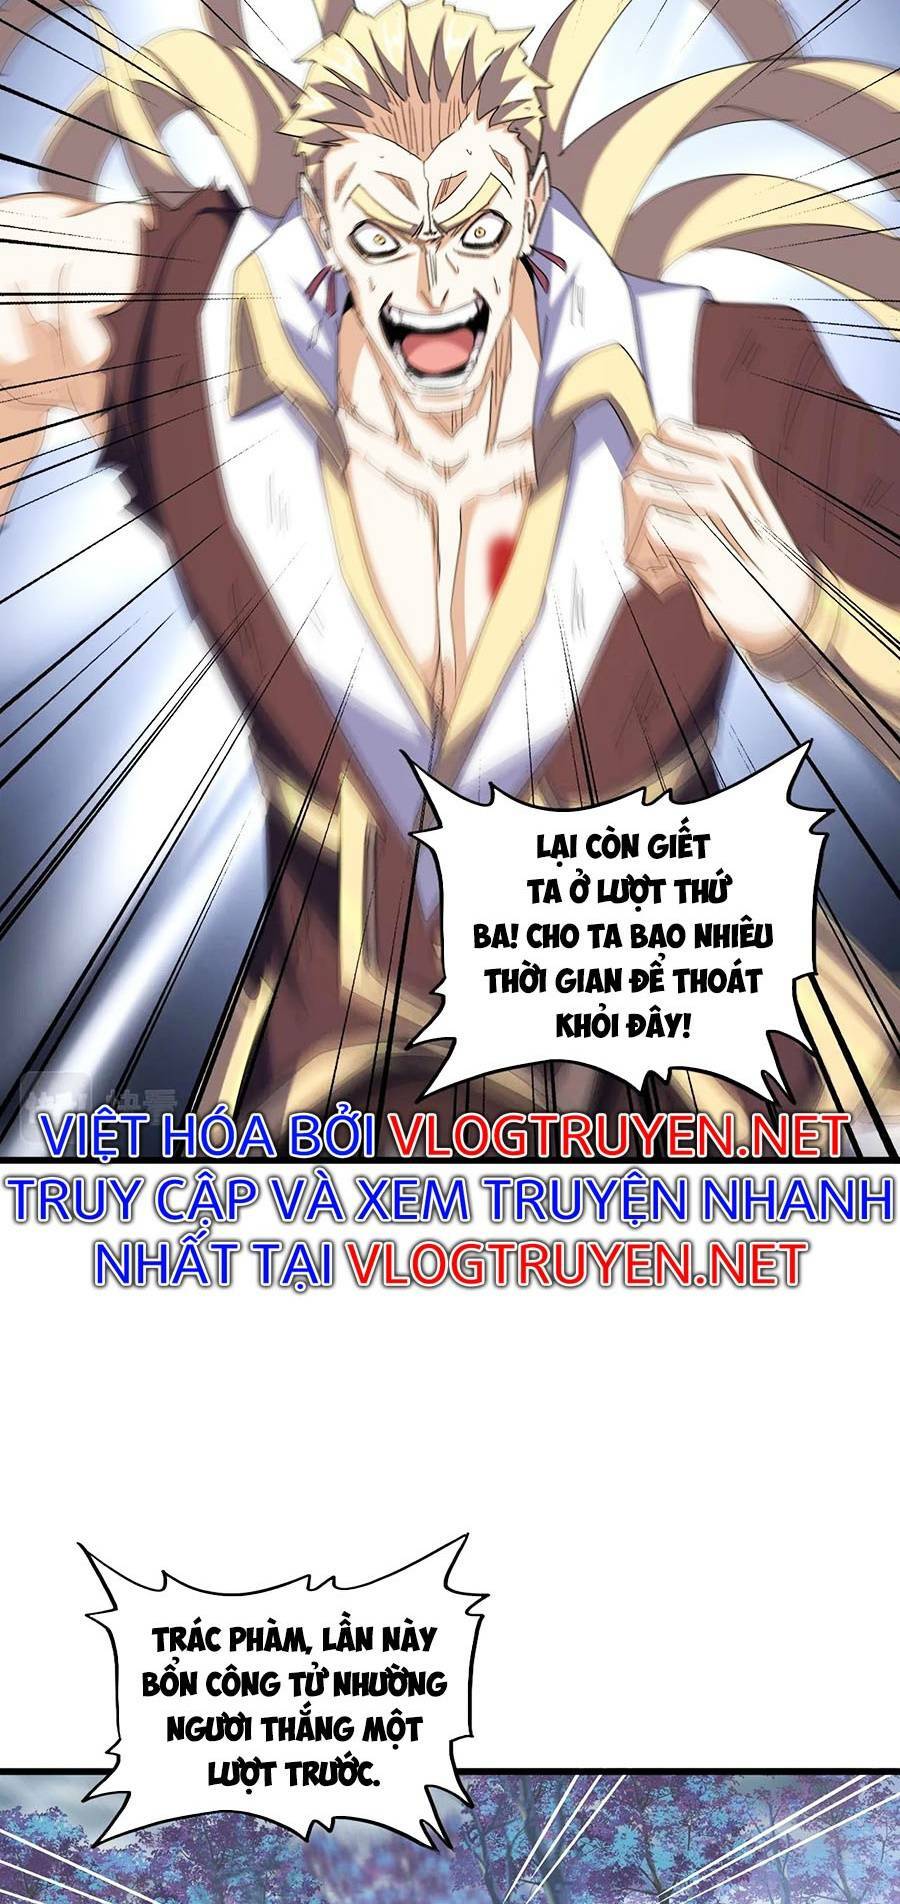 LẠI CÒN GIẾT
TA Ở LƯỢT THỨ
BA! CHO TA BAO NHIÊU
THỜI GIAN ĐỂ THOÁT
KHỎI ĐÂY!
快看
VIỆT HÓA BỞI VLOGTRUYEN.NET
TRUY CẬP VÀ XEM TRUYỆN NHANH
NHẤT TẠI VLOGTRUYEN.NET
TRÁC PHÀM, LẦN NÀY
BỔN CÔNG TỬ NHƯỜNG
NGƯƠI THẮNG MỘT
LƯỢT TRƯỚC.